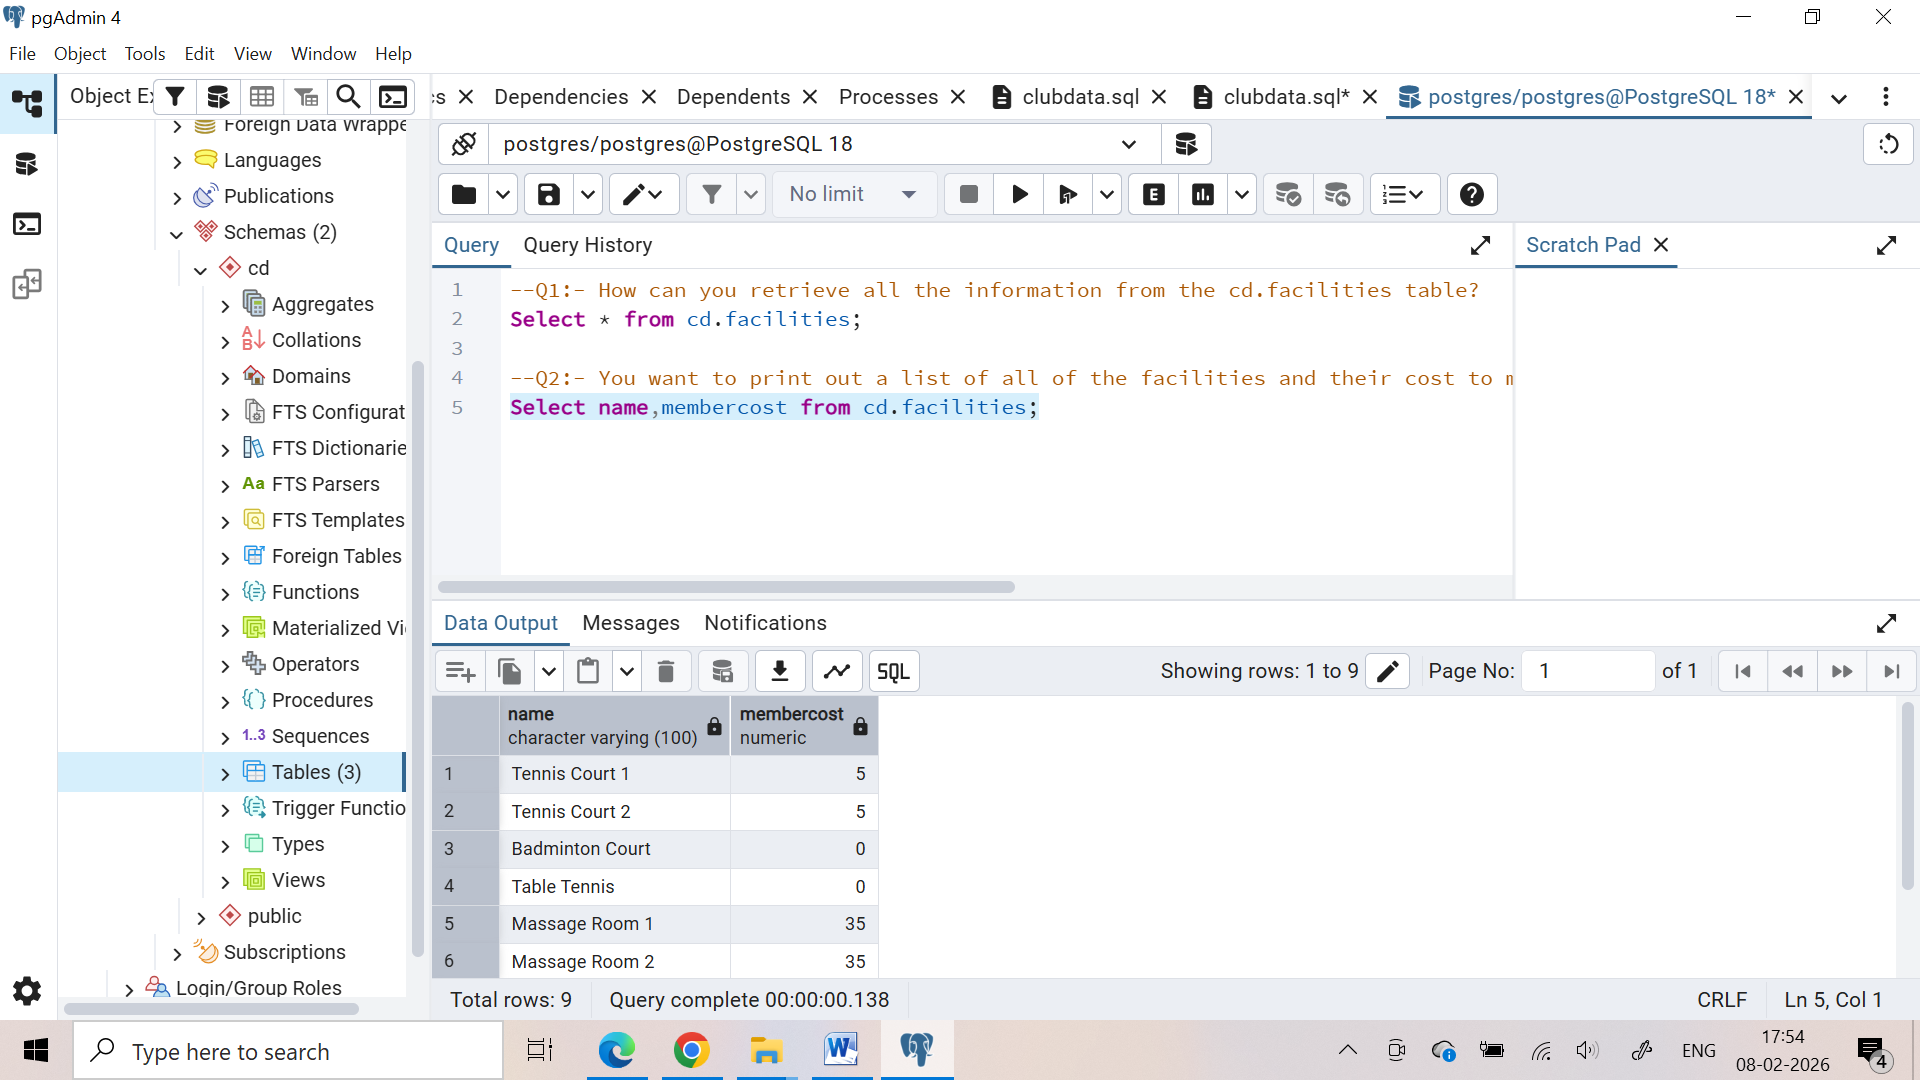 pgAdmin 4
File Object Tools Edit View Window Help
Object Ex
cs Dependencies Dependents Processes clubdata.sql clubdata.sql* postgres/postgres@PostgreSQL 18*
postgres/postgres@PostgreSQL 18
No limit
E
Query Query History
Scratch Pad
1 --Q1:- How can you retrieve all the information from the cd.facilities table?
2 Select * from cd.facilities;
3
4 --Q2:- You want to print out a list of all of the facilities and their cost to m
5 Select name,membercost from cd.facilities;
Foreign Data Wrappe
Languages
Publications
Schemas (2)
cd
Aggregates
Collations
Domains
FTS Configurat
FTS Dictionarie
Aa FTS Parsers
FTS Templates
Foreign Tables
Functions
Materialized Vi
Operators
Procedures
1..3 Sequences
Tables (3)
Trigger Functio
Types
Views
public
Subscriptions
Login/Group Roles
Data Output Messages Notifications
SQL
Showing rows: 1 to 9 Page No: 1 of 1
name membercost
character varying (100) numeric
1 Tennis Court 1 5
2 Tennis Court 2 5
3 Badminton Court 0
4 Table Tennis 0
5 Massage Room 1 35
6 Massage Room 2 35
Total rows: 9 Query complete 00:00:00.138 CRLF Ln 5, Col 1
Type here to search
ENG
17:54
08-02-2026
4